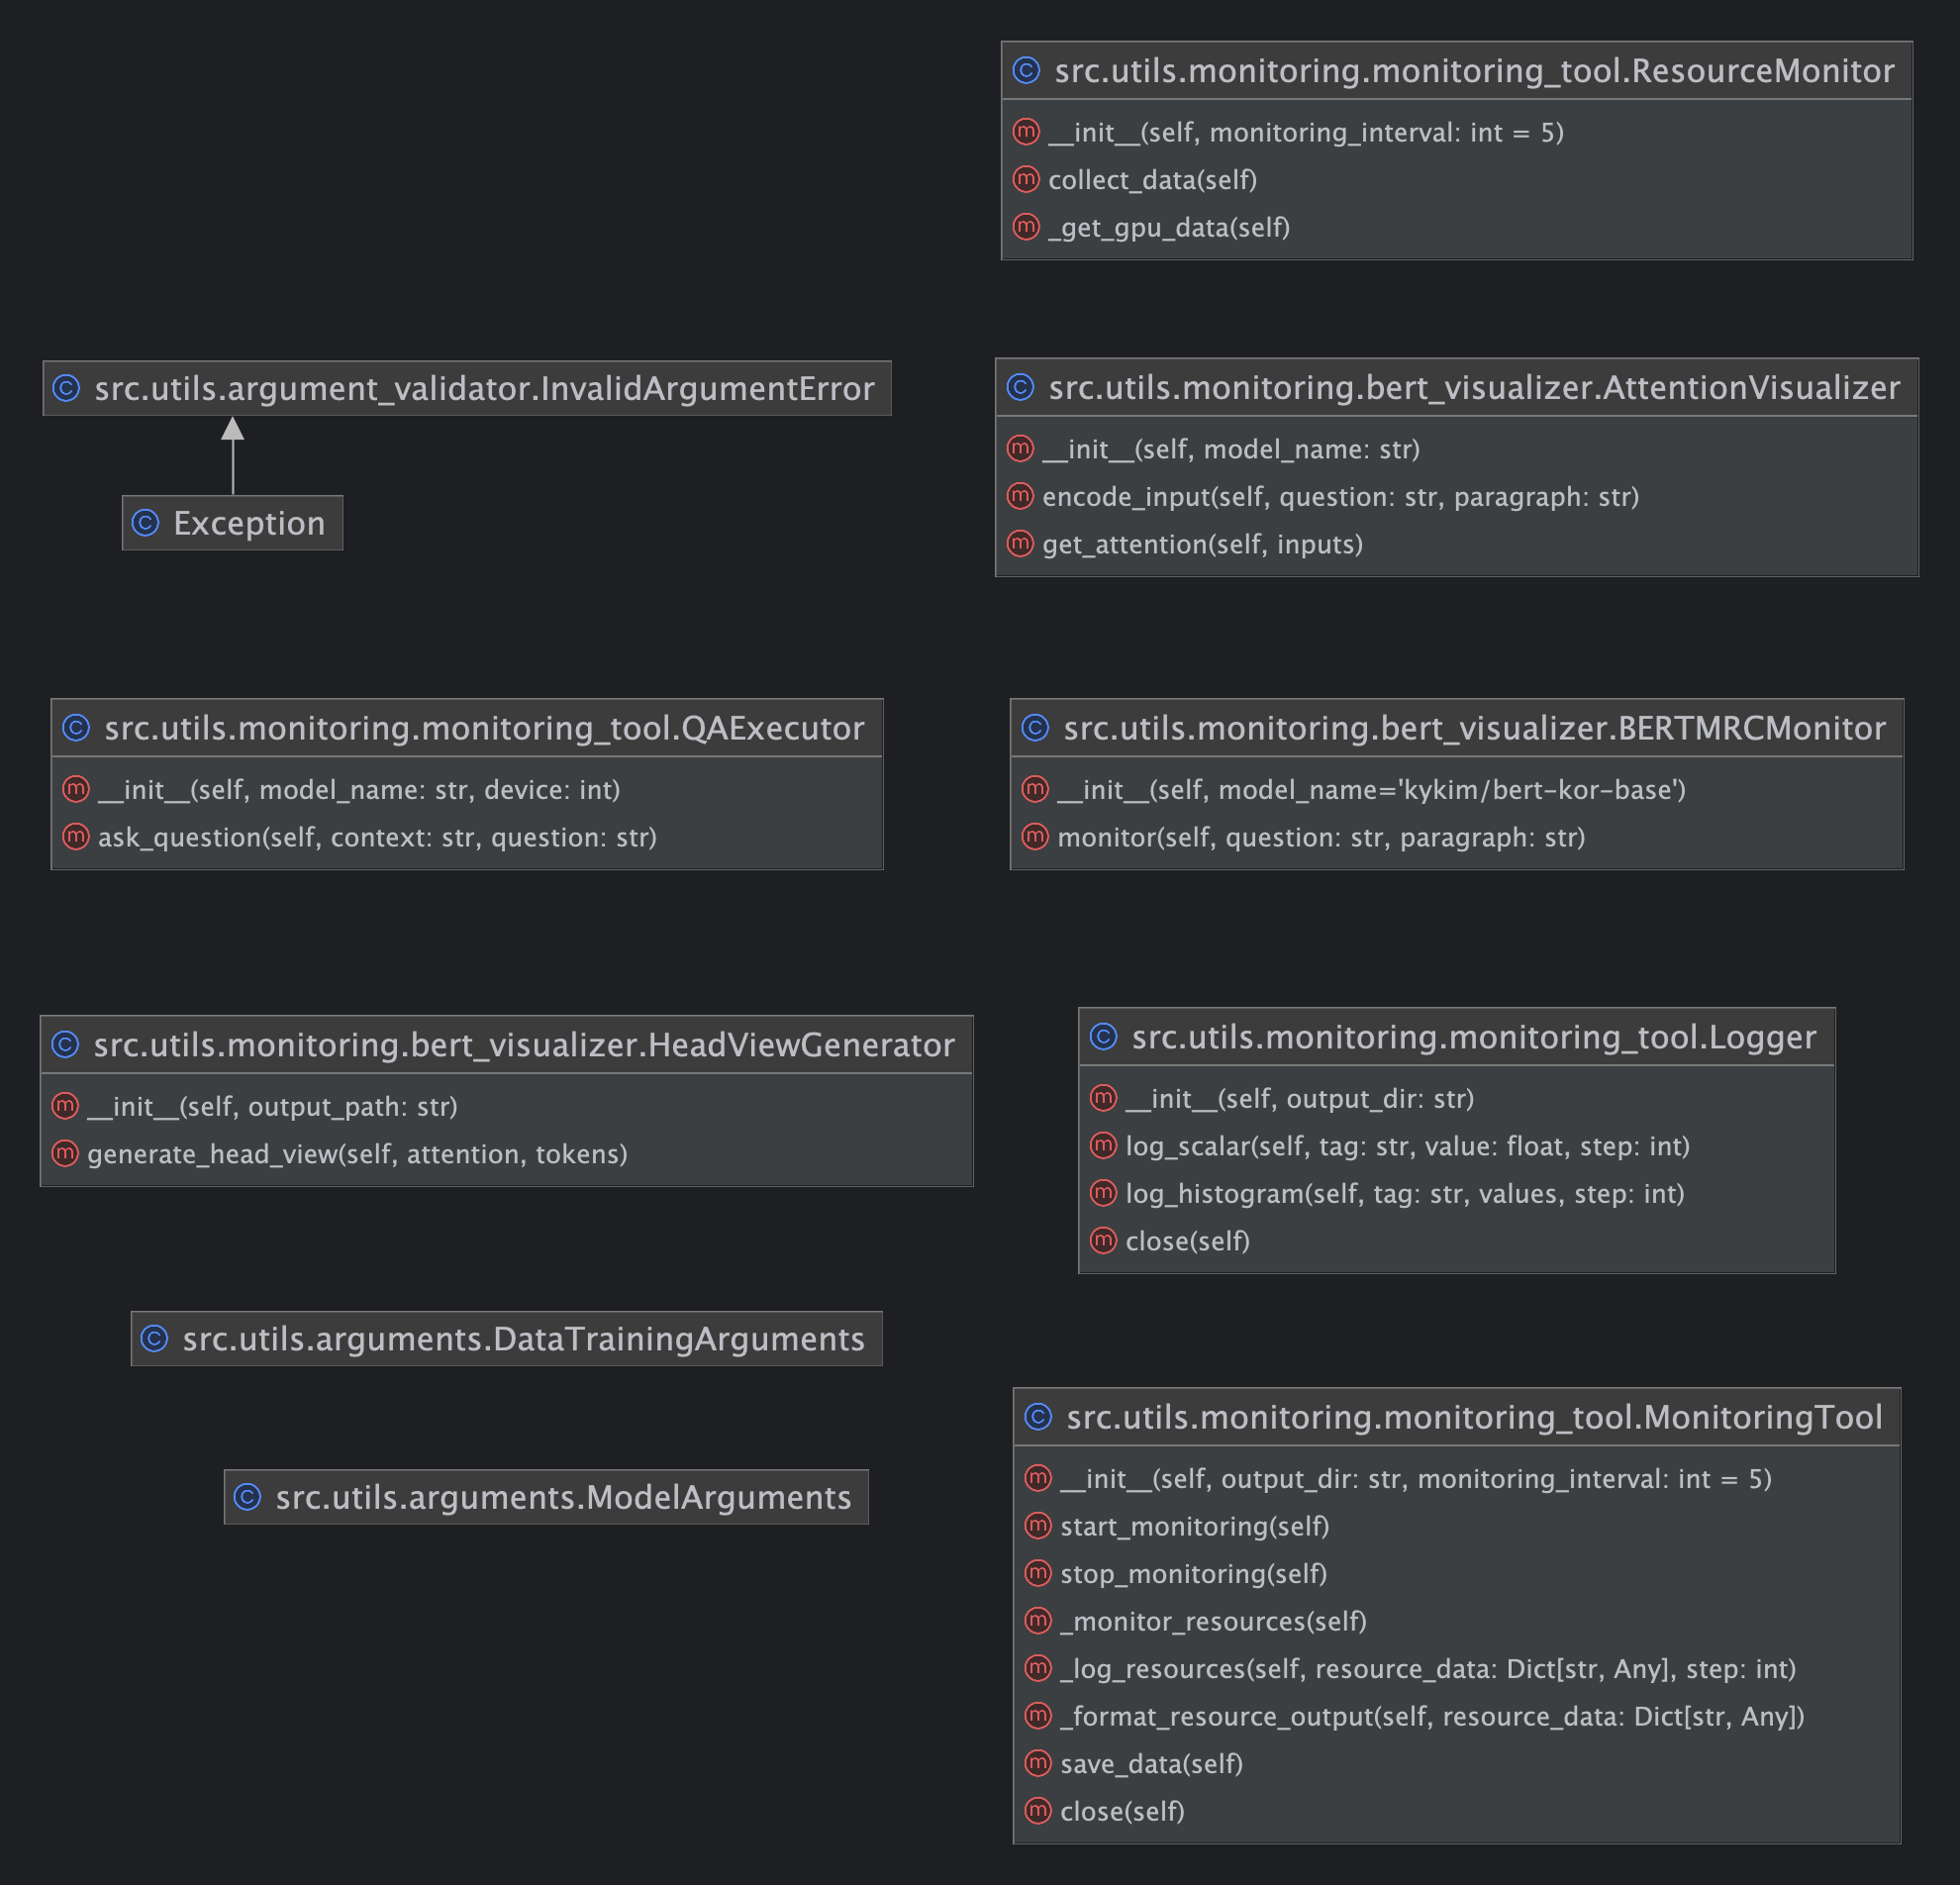 src.utils.monitoring.monitoring_tool.ResourceMonitor
__init__(self, monitoring_interval: int = 5)
collect_data(self)
_get_gpu_data(self)
src.utils.argument_validator.InvalidArgumentError
Exception
src.utils.monitoring.bert_visualizer.AttentionVisualizer
__init__(self, model_name: str)
encode_input(self, question: str, paragraph: str)
get_attention(self, inputs)
src.utils.monitoring.monitoring_tool.QAExecutor
__init__(self, model_name: str, device: int)
ask_question(self, context: str, question: str)
src.utils.monitoring.bert_visualizer.BERTMRCMonitor
__init__(self, model_name='kykim/bert-kor-base')
monitor(self, question: str, paragraph: str)
src.utils.monitoring.bert_visualizer.HeadViewGenerator
__init__(self, output_path: str)
generate_head_view(self, attention, tokens)
src.utils.monitoring.monitoring_tool.Logger
__init__(self, output_dir: str)
log_scalar(self, tag: str, value: float, step: int)
log_histogram(self, tag: str, values, step: int)
close(self)
src.utils.arguments.DataTrainingArguments
src.utils.arguments.ModelArguments
src.utils.monitoring.monitoring_tool.MonitoringTool
__init__(self, output_dir: str, monitoring_interval: int = 5)
start_monitoring(self)
stop_monitoring(self)
_monitor_resources(self)
_log_resources(self, resource_data: Dict[str, Any], step: int)
_format_resource_output(self, resource_data: Dict[str, Any])
save_data(self)
close(self)